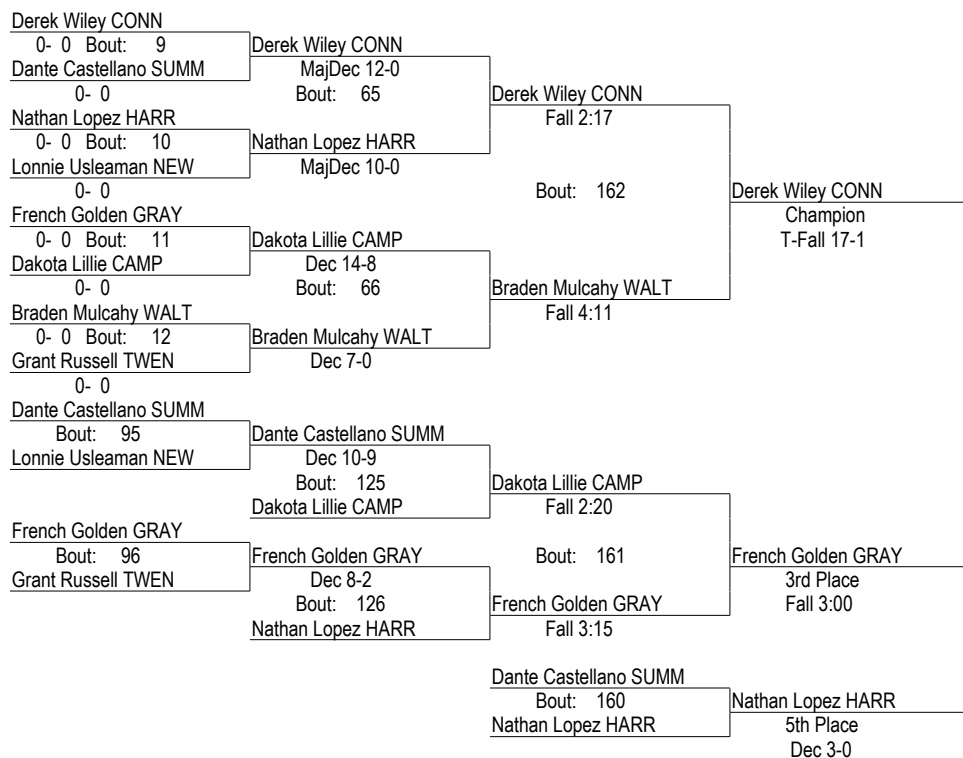 Derek Wiley CONN
0- 0 Bout: 9
Derek Wiley CONN
Dante Castellano SUMM
MajDec 12-0
0- 0
Bout: 65
Derek Wiley CONN
Nathan Lopez HARR
Fall 2:17
0- 0 Bout: 10
Nathan Lopez HARR
Lonnie Usleaman NEW
MajDec 10-0
0- 0
Bout: 162
Derek Wiley CONN
French Golden GRAY
Champion
0- 0 Bout: 11
Dakota Lillie CAMP
T-Fall 17-1
Dakota Lillie CAMP
Dec 14-8
0- 0
Bout: 66
Braden Mulcahy WALT
Braden Mulcahy WALT
Fall 4:11
0- 0 Bout: 12
Braden Mulcahy WALT
Grant Russell TWEN
Dec 7-0
0- 0
Dante Castellano SUMM
Bout: 95
Dante Castellano SUMM
Lonnie Usleaman NEW
Dec 10-9
Bout: 125
Dakota Lillie CAMP
Dakota Lillie CAMP
Fall 2:20
French Golden GRAY
Bout: 96
French Golden GRAY
Bout: 161
French Golden GRAY
Grant Russell TWEN
Dec 8-2
3rd Place
Bout: 126
French Golden GRAY
Fall 3:00
Nathan Lopez HARR
Fall 3:15
Dante Castellano SUMM
Bout: 160
Nathan Lopez HARR
Nathan Lopez HARR
5th Place
Dec 3-0